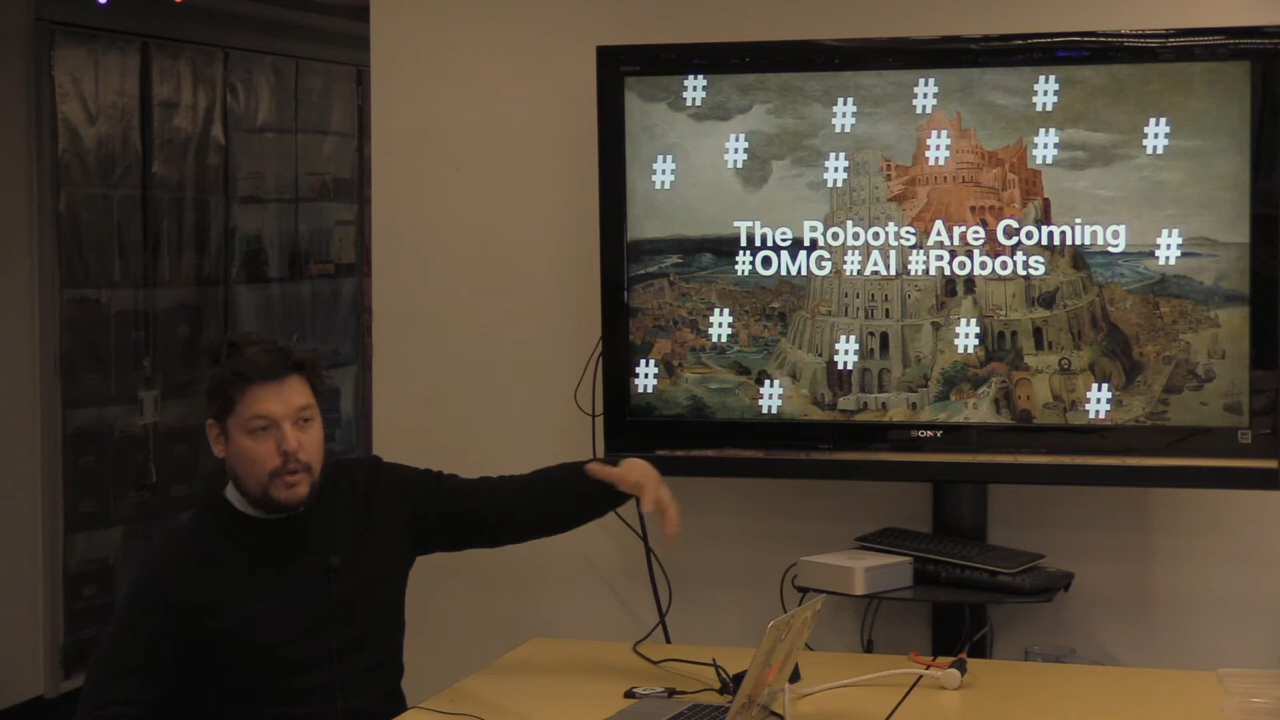 # # # #
# # # # # #
The Robots Are Coming
#OMG #AI #Robots
#
# # #
# # #
SONY